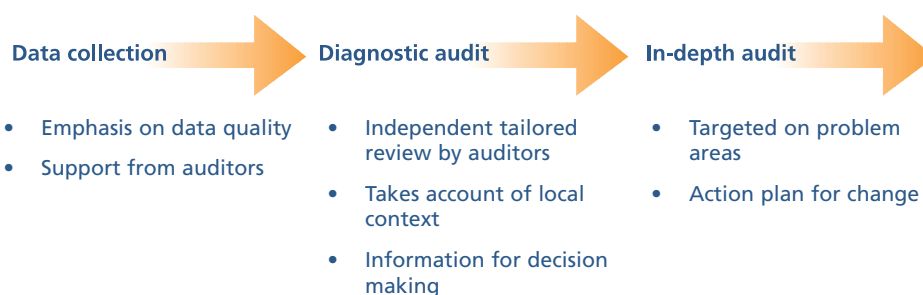 Data collection
• Emphasis on data quality
• Support from auditors
Diagnostic audit
• Independent tailored
review by auditors
• Takes account of local
context
• Information for decision
making
In-depth audit
• Targeted on problem
areas
• Action plan for change